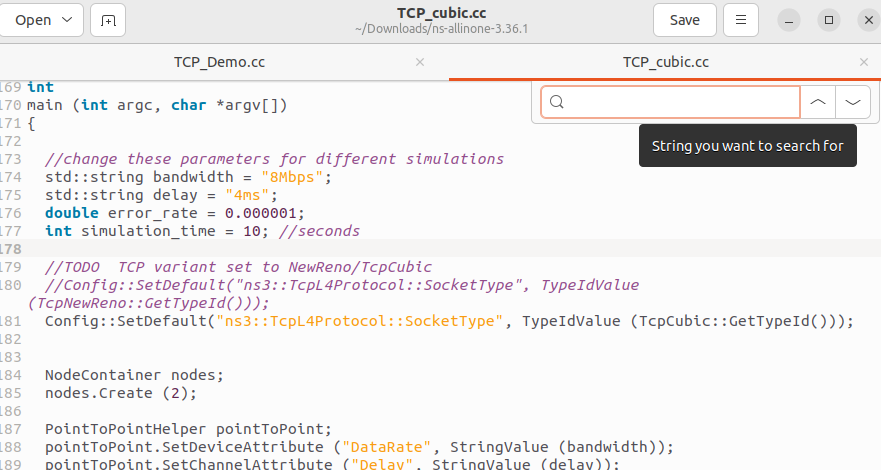 Open
TCP_cubic.cc
~/Downloads/ns-allinone-3.36.1
Save
TCP_Demo.cc
TCP_cubic.cc
169 int
170 main (int argc, char *argv[])
171 {
172
String you want to search for
173 //change these parameters for different simulations
174 std::string bandwidth = "8Mbps";
175 std::string delay = "4ms";
176 double error_rate = 0.000001;
177 int simulation_time = 10; //seconds
178
179 //TODO  TCP variant set to NewReno/TcpCubic
180 //Config::SetDefault("ns3::TcpL4Protocol::SocketType", TypeIdValue
(TcpNewReno::GetTypeId()));
181 Config::SetDefault("ns3::TcpL4Protocol::SocketType", TypeIdValue (TcpCubic::GetTypeId()));
182
183
184 NodeContainer nodes;
185 nodes.Create (2);
186
187 PointToPointHelper pointToPoint;
188 pointToPoint.SetDeviceAttribute ("DataRate", StringValue (bandwidth));
189 pointToPoint.SetChannelAttribute ("Delay", StringValue (delay));